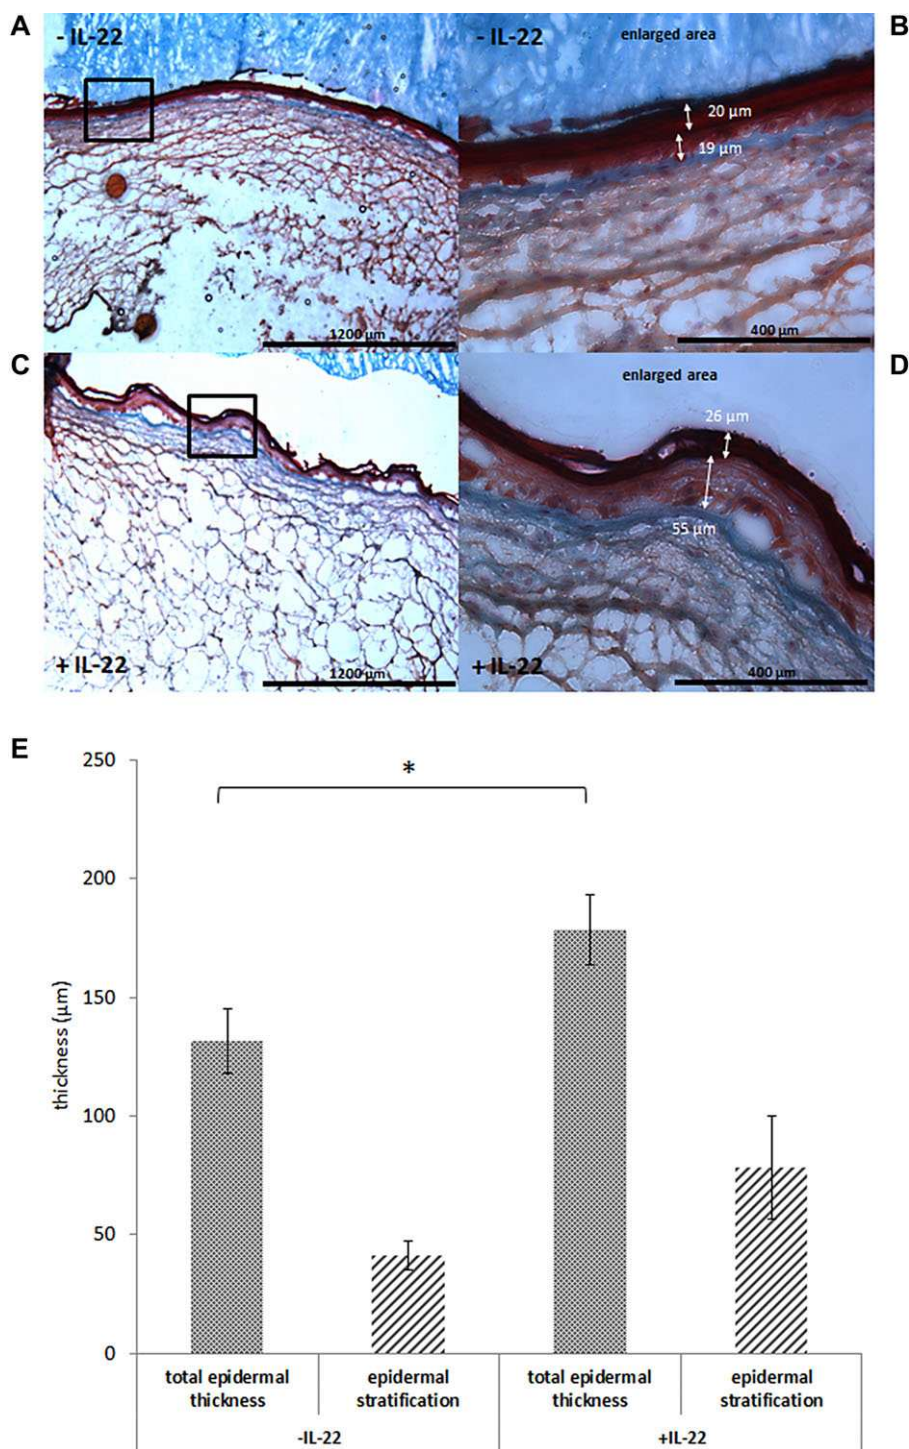 A
- IL-22
- IL-22
enlarged area
B
20 µm
19 µm
1200 µm
400 µm
C
enlarged area
D
26 µm
55 µm
+ IL-22
1200 µm
400 µm
E
250
*
200
150
100
50
0
thickness (µm)
total epidermal
thickness
epidermal
stratification
total epidermal
thickness
epidermal
stratification
-IL-22
+IL-22